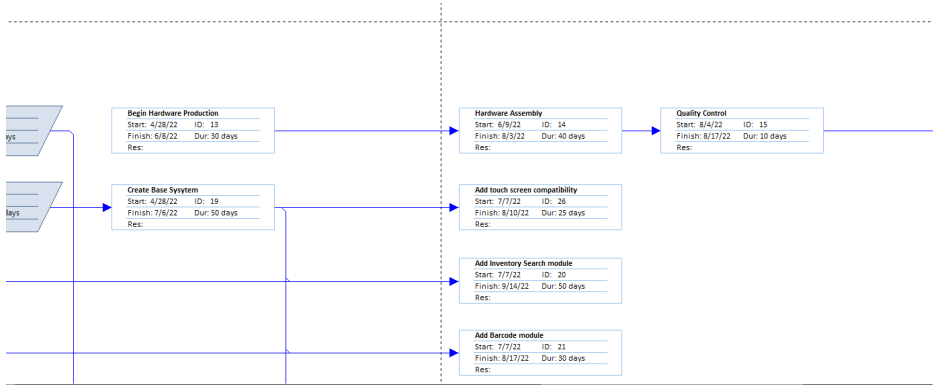 Begin Hardware Production
Start: 4/28/22 ID: 13
Finish: 6/8/22 Dur: 30 days
Res:
Hardware Assembly
Start: 6/9/22 ID: 14
Finish: 8/3/22 Dur: 40 days
Res:
Quality Control
Start: 8/4/22 ID: 15
Finish: 8/17/22 Dur: 10 days
Res:
ays
Create Base Sysytem
Start: 4/28/22 ID: 19
Finish: 7/6/22 Dur: 50 days
Res:
Add touch screen compatibility
Start: 7/7/22 ID: 26
Finish: 8/10/22 Dur: 25 days
Res:
lays
Add Inventory Search module
Start: 7/7/22 ID: 20
Finish: 9/14/22 Dur: 50 days
Res:
Add Barcode module
Start: 7/7/22 ID: 21
Finish: 8/17/22 Dur: 30 days
Res: